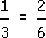 1/3 = 2/6